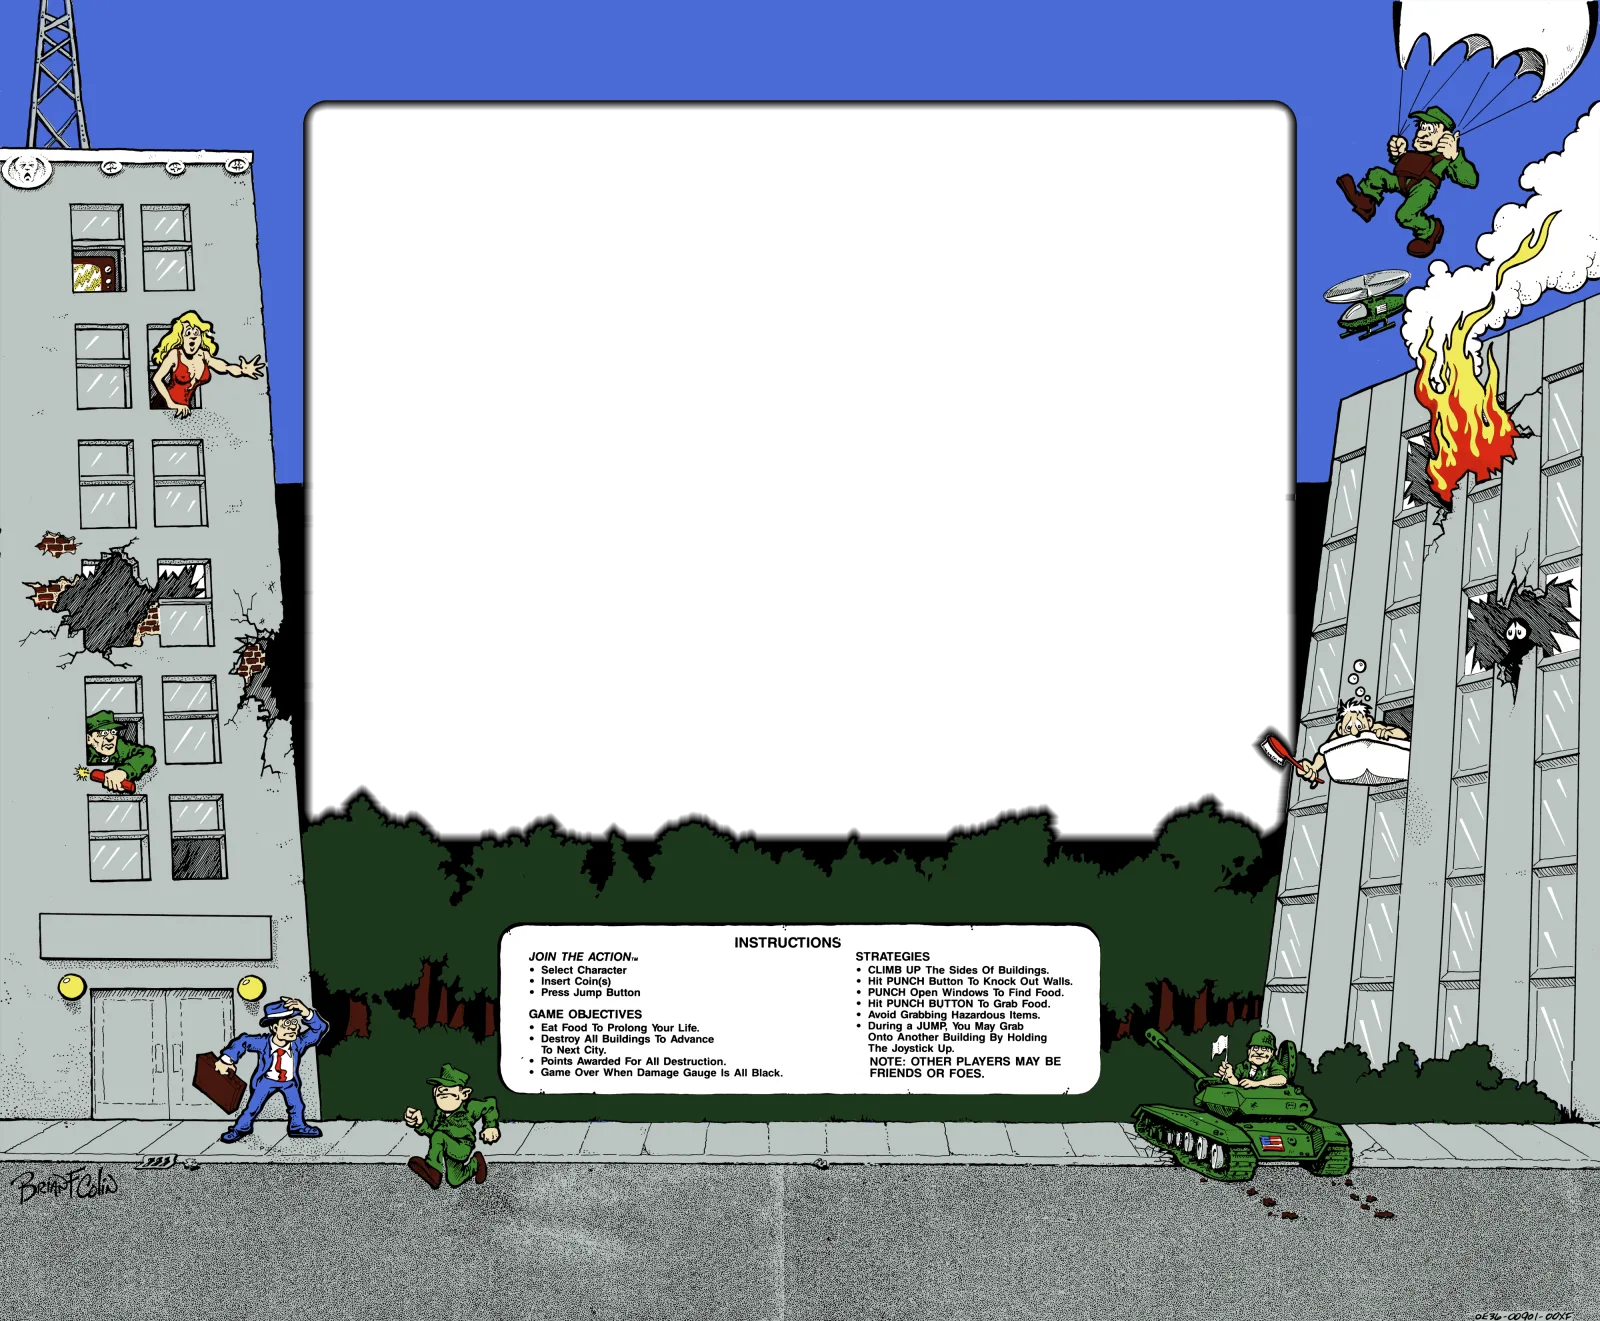 INSTRUCTIONS
JOIN THE ACTION™
• Select Character
• Insert Coin(s)
• Press Jump Button
GAME OBJECTIVES
• Eat Food To Prolong Your Life.
• Destroy All Buildings To Advance
To Next City.
• Points Awarded For All Destruction.
• Game Over When Damage Gauge Is All Black.
STRATEGIES
• CLIMB UP The Sides Of Buildings.
• Hit PUNCH Button To Knock Out Walls.
• PUNCH Open Windows To Find Food.
• Hit PUNCH BUTTON To Grab Food.
• Avoid Grabbing Hazardous Items.
• During a JUMP, You May Grab
Onto Another Building By Holding
The Joystick Up.
NOTE: OTHER PLAYERS MAY BE
FRIENDS OR FOES.
BRIAN F COLIN
0E36-00901-00XF